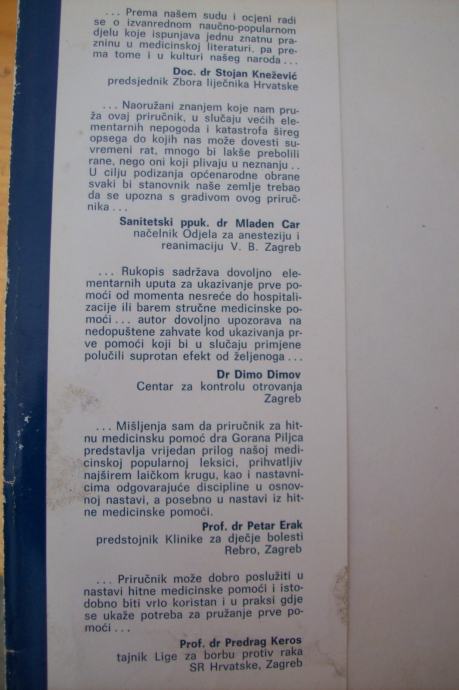 ... Prema našem sudu i ocjeni radi
se o izvanrednom naučno-popularnom
djelu koje ispunjava jednu znatnu pra-
zninu u medicinskoj literaturi, pa pre-
ma tome i u kulturi našeg naroda ...
Doc. dr Stojan Knežević
predsjednik Zbora liječnika Hrvatske
... Naoružani znanjem koje nam pru-
ža ovaj priručnik, u slučaju većih ele-
mentarnih nepogoda i katastrofa šireg
opsega do kojih nas može dovesti su-
vremeni rat, mnogo bi lakše prebolili
rane, nego oni koji plivaju u neznanju ..
U cilju podizanja općenarodne obrane
svaki bi stanovnik naše zemlje trebao
da se upozna s gradivom ovog priruč-
nika ...
Sanitetski ppuk. dr Mladen Car
načelnik Odjela za anesteziju i
reanimaciju V. B. Zagreb
... Rukopis sadržava dovoljno ele-
mentarnih uputa za ukazivanje prve po-
moći od momenta nesreće do hospitali-
zacije ili barem stručne medicinske po-
moći ... autor dovoljno upozorava na
nedopuštene zahvate kod ukazivanja pr-
ve pomoći koji bi u slučaju primjene
polučili suprotan efekt od željenoga ...
Dr Dimo Dimov
Centar za kontrolu otrovanja
Zagreb
... Mišljenja sam da priručnik za hit-
nu medicinsku pomoć dra Gorana Piljca
predstavlja vrijedan prilog našoj medi-
cinskoj popularnoj leksici, prihvatljiv
najširem laičkom krugu, kao i nastavni-
cima odgovarajuće discipline u osnov-
noj nastavi, a posebno u nastavi iz hit-
ne medicinske pomoći.
Prof. dr Petar Erak
predstojnik Klinike za dječje bolesti
Rebro, Zagreb
... Priručnik može dobro poslužiti u
nastavi hitne medicinske pomoći i isto-
dobno biti vrlo koristan i u praksi gdje
se ukaže potreba za pružanje prve po-
moći ...
Prof. dr Predrag Keros
tajnik Lige za borbu protiv raka
SR Hrvatske, Zagreb